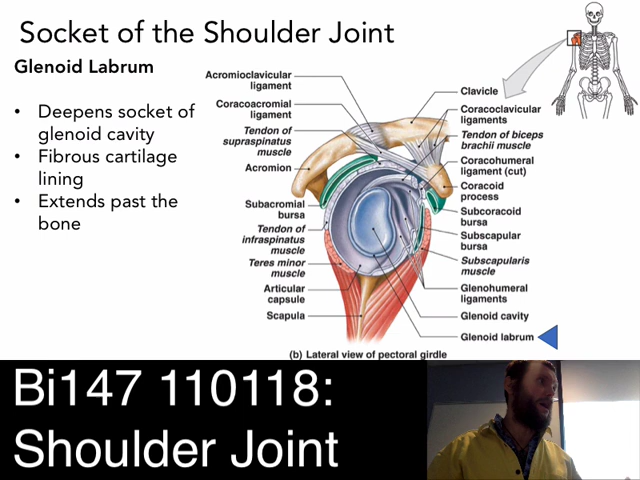 Socket of the Shoulder Joint
Glenoid Labrum
• Deepens socket of
glenoid cavity
• Fibrous cartilage
lining
• Extends past the
bone
Acromioclavicular
ligament
Coracoacromial
ligament
Tendon of
supraspinatus
muscle
Acromion
Subacromial
bursa
Tendon of
infraspinatus
muscle
Teres minor
muscle
Articular
capsule
Scapula
Clavicle
Coracoclavicular
ligaments
Tendon of biceps
brachii muscle
Coracohumeral
ligament (cut)
Coracoid
process
Subcoracoid
bursa
Subscapular
bursa
Subscapularis
muscle
Glenohumeral
ligaments
Glenoid cavity
Glenoid labrum
(b) Lateral view of pectoral girdle
Bi147 110118:
Shoulder Joint